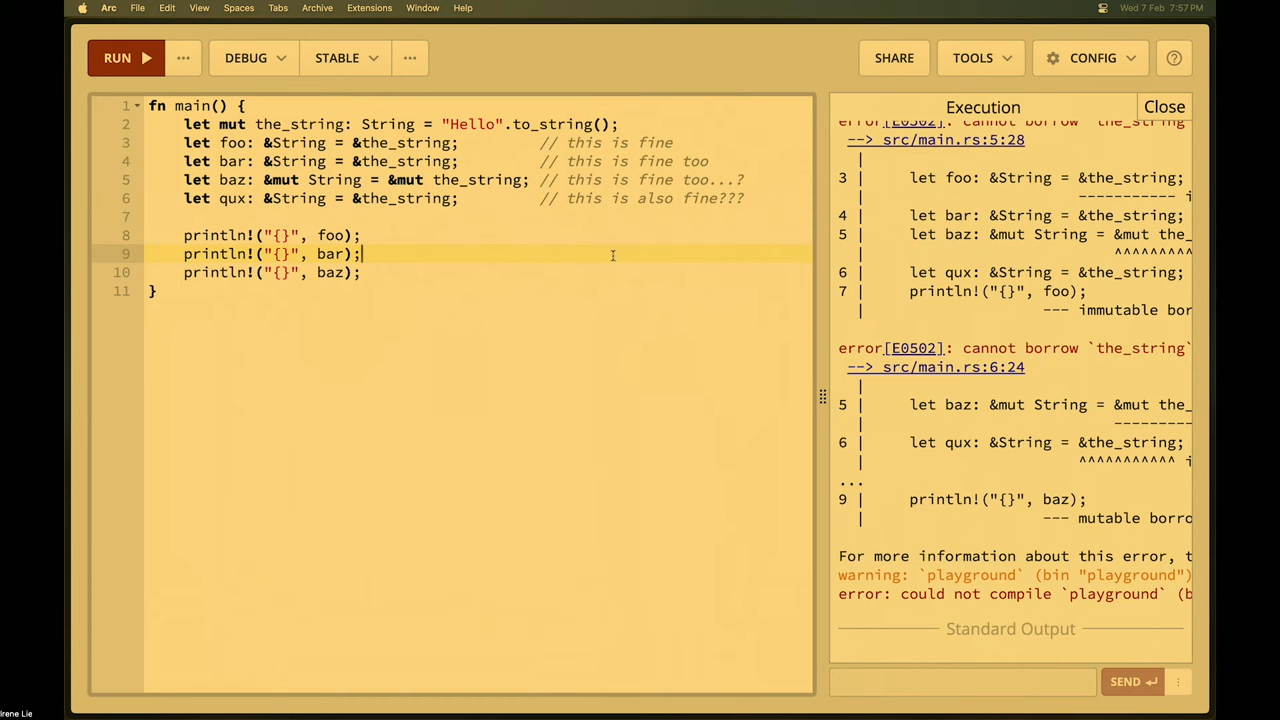 Arc File Edit View Spaces Tabs Archive Extensions Window Help Wed 7 Feb 7:57 PM
RUN DEBUG STABLE SHARE TOOLS CONFIG
1 fn main() {
2 let mut the_string: String = "Hello".to_string();
3 let foo: &String = &the_string; // this is fine
4 let bar: &String = &the_string; // this is fine too
5 let baz: &mut String = &mut the_string; // this is fine too...?
6 let qux: &String = &the_string; // this is also fine???
7
8 println!("{}", foo);
9 println!("{}", bar);
10 println!("{}", baz);
11 }
Execution Close
error[E0502]: cannot borrow `the_string`
--> src/main.rs:5:28
|
3 | let foo: &String = &the_string;
| ----------- i
4 | let bar: &String = &the_string;
5 | let baz: &mut String = &mut the_
| ^^^^^^^^^
6 | let qux: &String = &the_string;
7 | println!("{}", foo);
| --- immutable bor
error[E0502]: cannot borrow `the_string`
--> src/main.rs:6:24
|
5 | let baz: &mut String = &mut the_
| ---------
6 | let qux: &String = &the_string;
| ^^^^^^^^^^^ i
...
9 | println!("{}", baz);
| --- mutable borro
For more information about this error, t
warning: `playground` (bin "playground")
error: could not compile `playground` (b
Standard Output
SEND
Irene Lie